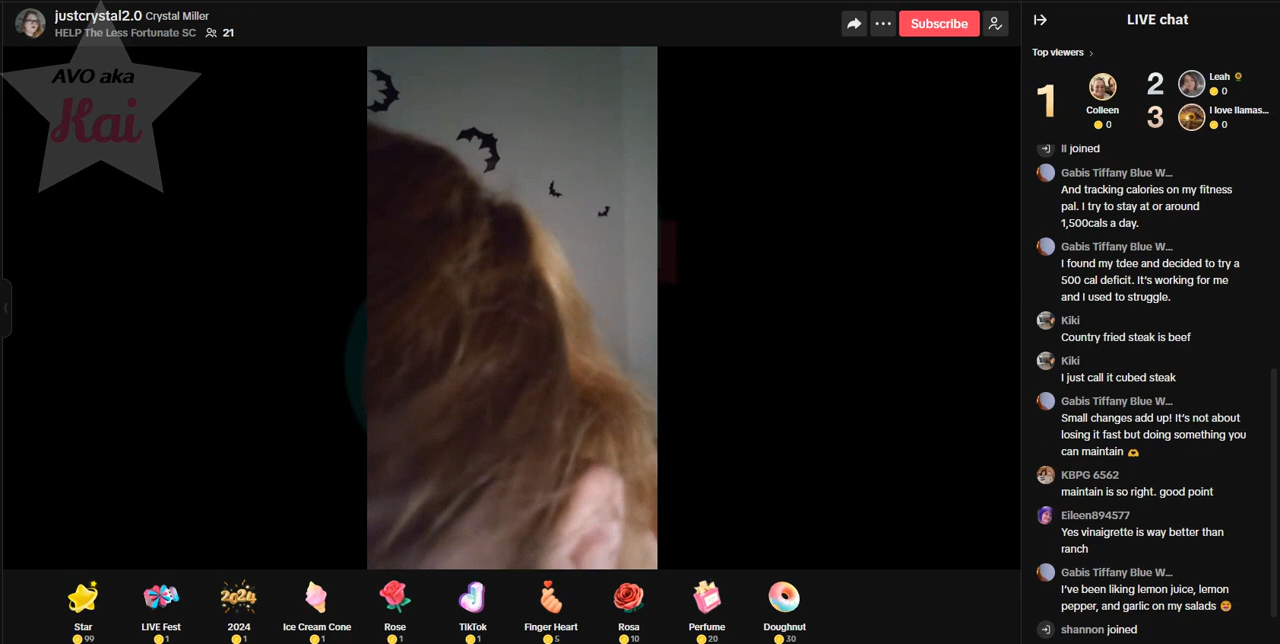 justcrystal2.0 Crystal Miller
HELP The Less Fortunate SC 21
AVO aka
Kai
Subscribe
LIVE chat
Top viewers
1
Colleen
0
2
Leah
0
3
I love llamas...
0
ll joined
Gabis Tiffany Blue W...
And tracking calories on my fitness
pal. I try to stay at or around
1,500cals a day.
Gabis Tiffany Blue W...
I found my tdee and decided to try a
500 cal deficit. It's working for me
and I used to struggle.
Kiki
Country fried steak is beef
Kiki
I just call it cubed steak
Gabis Tiffany Blue W...
Small changes add up! It's not about
losing it fast but doing something you
can maintain 🫶
KBPG 6562
maintain is so right. good point
Eileen894577
Yes vinaigrette is way better than
ranch
Gabis Tiffany Blue W...
I've been liking lemon juice, lemon
pepper, and garlic on my salads 🥰
shannon joined
2024
Star
99
LIVE Fest
1
2024
1
Ice Cream Cone
1
Rose
1
TikTok
1
Finger Heart
5
Rosa
10
Perfume
20
Doughnut
30